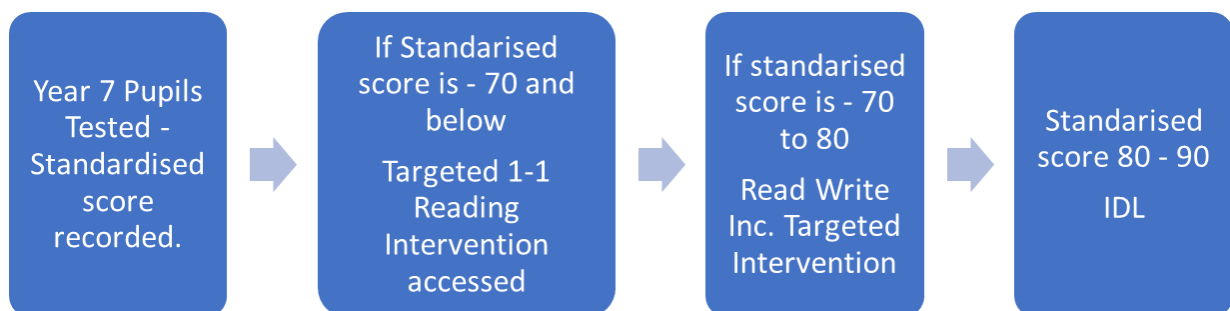 Year 7 Pupils
Tested -
Standardised
score
recorded.
If Standarised
score is - 70 and
below
Targeted 1-1
Reading
Intervention
accessed
If standarised
score is - 70
to 80
Read Write
Inc. Targeted
Intervention
Standarised
score 80 - 90
IDL